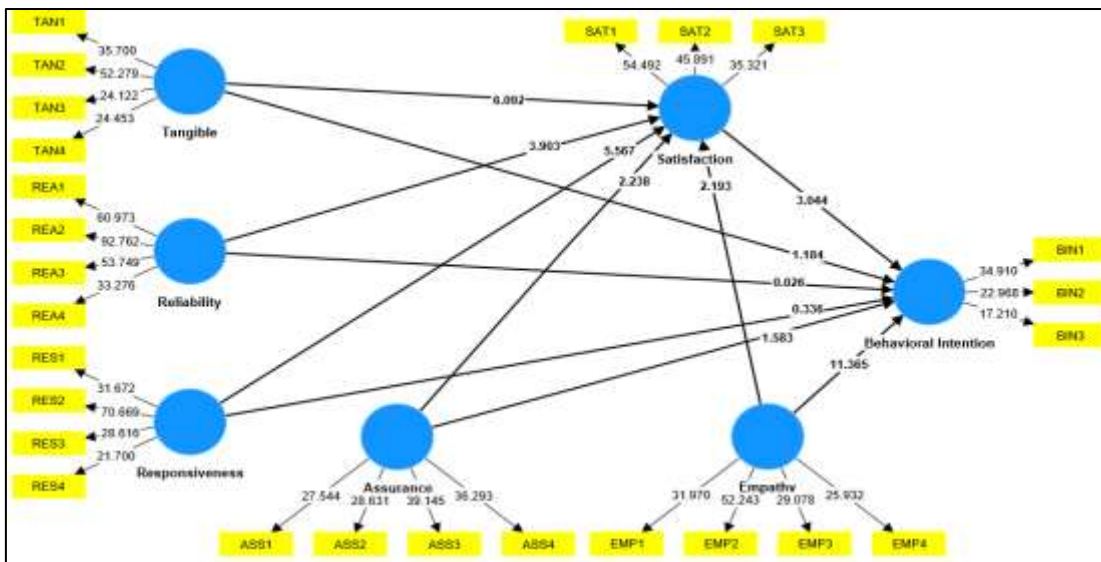 TAN1
35.700
TAN2
52.279
TAN3
24.122
TAN4
24.453
Tangible
REA1
60.973
REA2
92.762
REA3
53.749
REA4
33.276
Reliability
RES1
31.672
RES2
70.669
RES3
28.616
RES4
21.700
Responsiveness
SAT1
SAT2
SAT3
54.492
45.891
35.321
Satisfaction
3.903
5.567
2.238
2.193
3.044
1.184
0.026
0.336
1.583
11.365
BIN1
34.910
BIN2
22.968
BIN3
17.210
Behavioral Intention
Assurance
27.544
28.631
39.145
36.293
ASS1
ASS2
ASS3
ASS4
Empathy
31.970
52.243
29.078
25.932
EMP1
EMP2
EMP3
EMP4